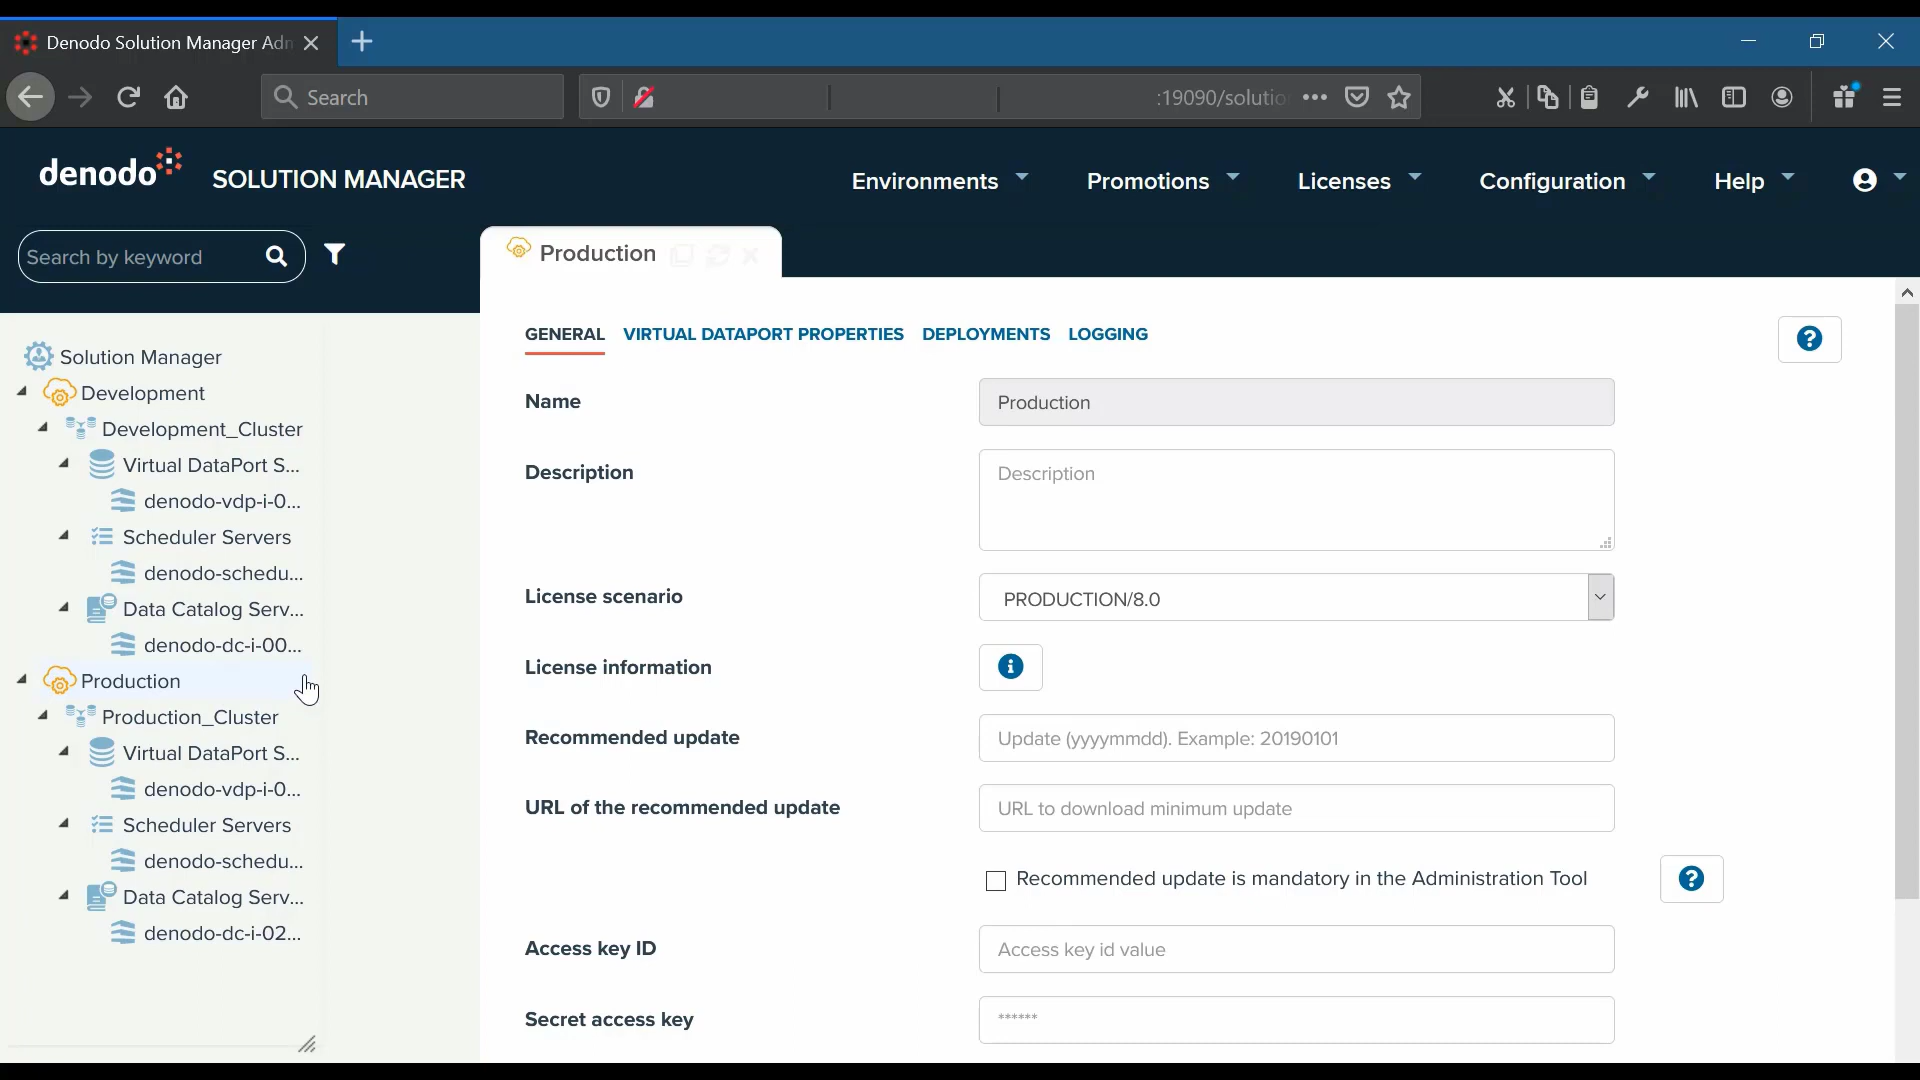 Denodo Solution Manager Adn
Search
:19090/solutio
denodo SOLUTION MANAGER
Environments Promotions Licenses Configuration Help
Search by keyword
Production
Solution Manager
Development
Development_Cluster
Virtual DataPort S...
denodo-vdp-i-0...
Scheduler Servers
denodo-schedu...
Data Catalog Serv...
denodo-dc-i-00...
Production
Production_Cluster
Virtual DataPort S...
denodo-vdp-i-0...
Scheduler Servers
denodo-schedu...
Data Catalog Serv...
denodo-dc-i-02...
GENERAL VIRTUAL DATAPORT PROPERTIES DEPLOYMENTS LOGGING
Name Production
Description Description
License scenario PRODUCTION/8.0
License information
Recommended update Update (yyyymmdd). Example: 20190101
URL of the recommended update URL to download minimum update
Recommended update is mandatory in the Administration Tool
Access key ID Access key id value
Secret access key ******